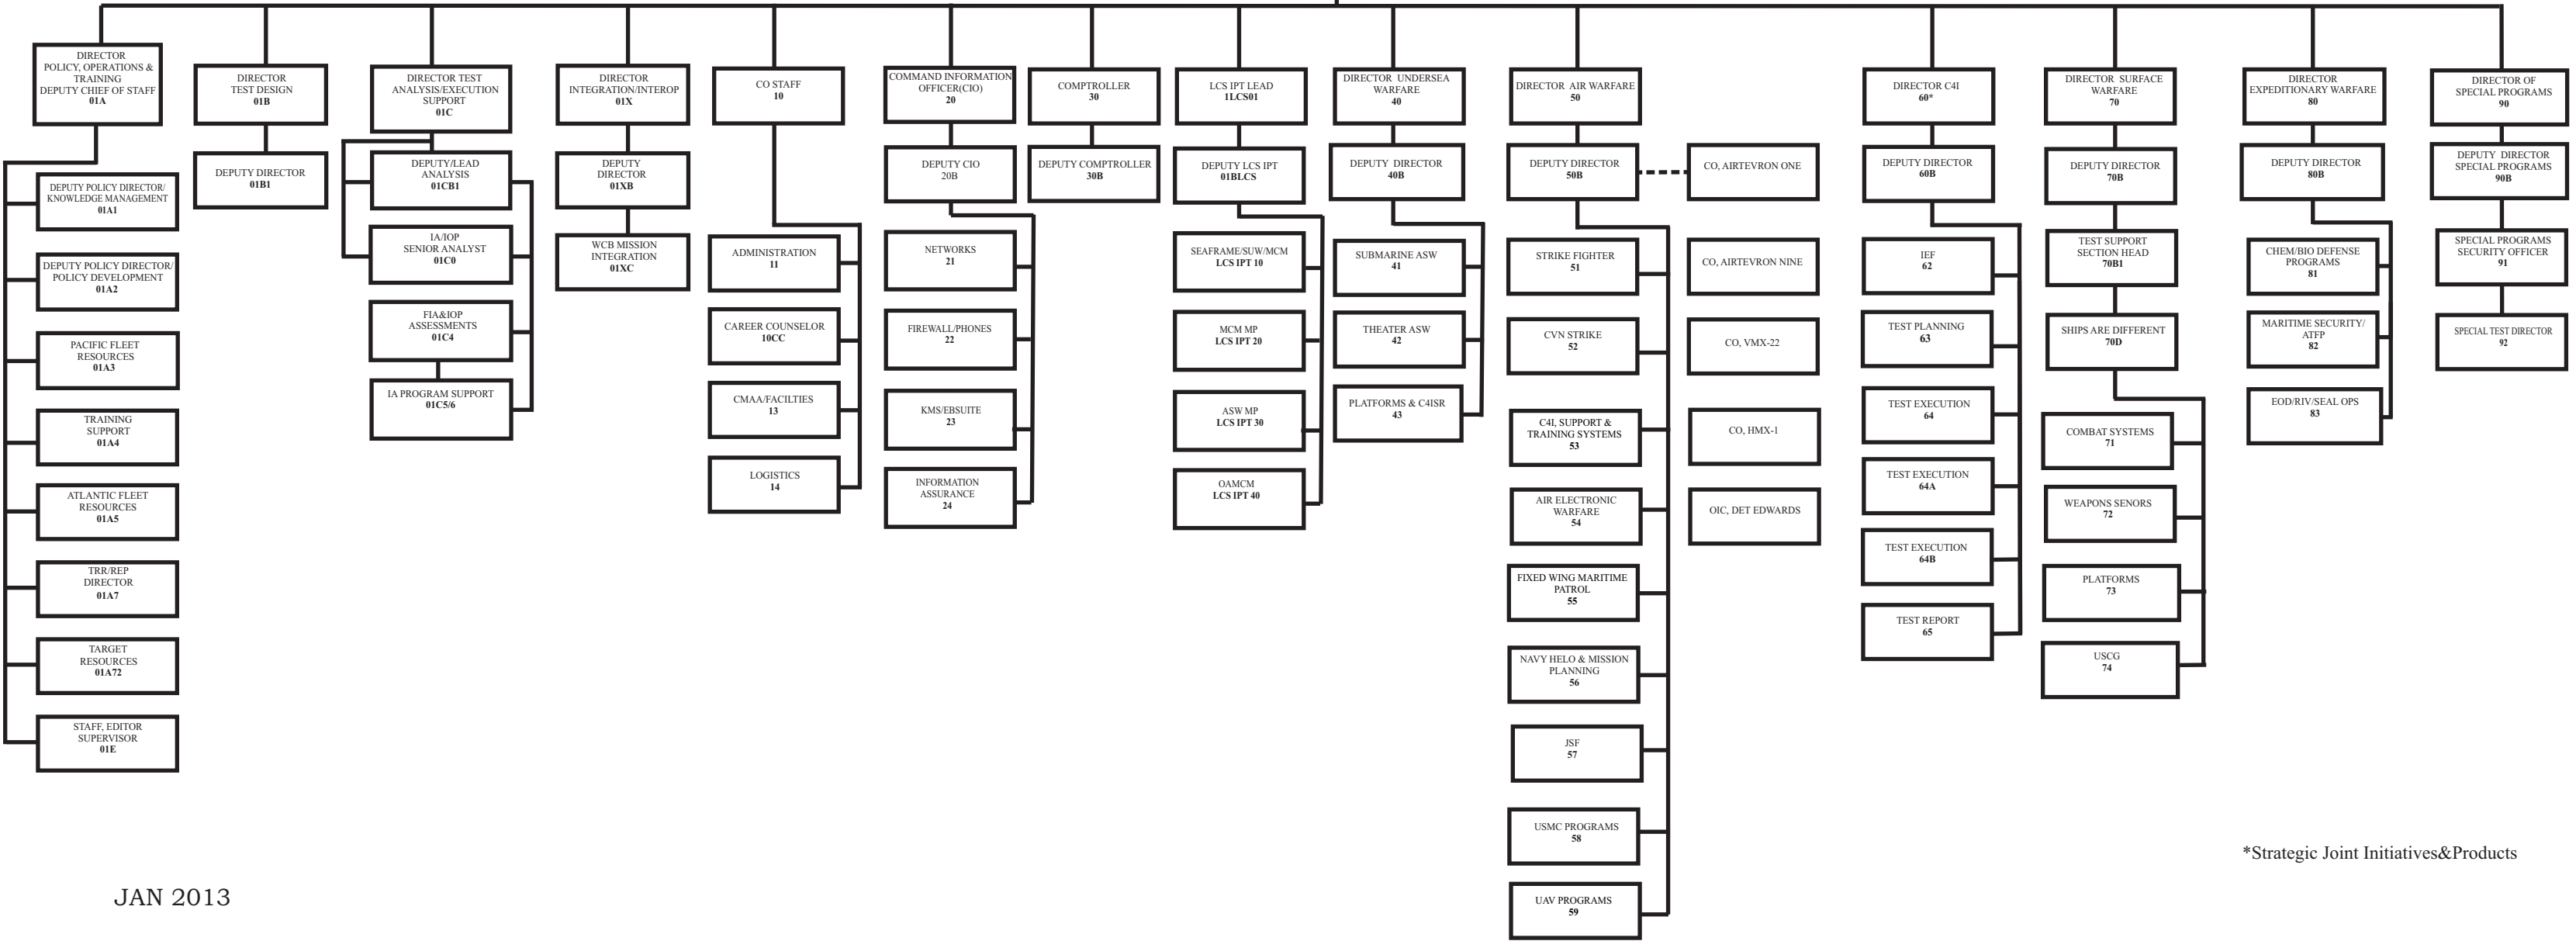 DIRECTOR
POLICY, OPERATIONS &
TRAINING
DEPUTY CHIEF OF STAFF
01A
DEPUTY POLICY DIRECTOR/
KNOWLEDGE MANAGEMENT
01A1
DEPUTY POLICY DIRECTOR/
POLICY DEVELOPMENT
01A2
PACIFIC FLEET
RESOURCES
01A3
TRAINING
SUPPORT
01A4
ATLANTIC FLEET
RESOURCES
01A5
TRR/REP
DIRECTOR
01A7
TARGET
RESOURCES
01A72
STAFF, EDITOR
SUPERVISOR
01E
DIRECTOR
TEST DESIGN
01B
DEPUTY DIRECTOR
01B1
DIRECTOR TEST
ANALYSIS/EXECUTION
SUPPORT
01C
DEPUTY/LEAD
ANALYSIS
01CB1
IA/IOP
SENIOR ANALYST
01C0
FIA&IOP
ASSESSMENTS
01C4
IA PROGRAM SUPPORT
01C5/6
DIRECTOR
INTEGRATION/INTEROP
01X
DEPUTY
DIRECTOR
01XB
WCB MISSION
INTEGRATION
01XC
CO STAFF
10
ADMINISTRATION
11
CAREER COUNSELOR
10CC
CMAA/FACILTIES
13
LOGISTICS
14
COMMAND INFORMATION
OFFICER(CIO)
20
DEPUTY CIO
20B
NETWORKS
21
FIREWALL/PHONES
22
KMS/EBSUITE
23
INFORMATION
ASSURANCE
24
COMPTROLLER
30
DEPUTY COMPTROLLER
30B
LCS IPT LEAD
1LCS01
DEPUTY LCS IPT
01BLCS
SEAFRAME/SUW/MCM
LCS IPT 10
MCM MP
LCS IPT 20
ASW MP
LCS IPT 30
OAMCM
LCS IPT 40
DIRECTOR UNDERSEA
WARFARE
40
DEPUTY DIRECTOR
40B
SUBMARINE ASW
41
THEATER ASW
42
PLATFORMS & C4ISR
43
DIRECTOR AIR WARFARE
50
DEPUTY DIRECTOR
50B
STRIKE FIGHTER
51
CVN STRIKE
52
C4I, SUPPORT &
TRAINING SYSTEMS
53
AIR ELECTRONIC
WARFARE
54
FIXED WING MARITIME
PATROL
55
NAVY HELO & MISSION
PLANNING
56
JSF
57
USMC PROGRAMS
58
UAV PROGRAMS
59
CO, AIRTEVRON ONE
CO, AIRTEVRON NINE
CO, VMX-22
CO, HMX-1
OIC, DET EDWARDS
DIRECTOR C4I
60*
DEPUTY DIRECTOR
60B
IEF
62
TEST PLANNING
63
TEST EXECUTION
64
TEST EXECUTION
64A
TEST EXECUTION
64B
TEST REPORT
65
DIRECTOR SURFACE
WARFARE
70
DEPUTY DIRECTOR
70B
TEST SUPPORT
SECTION HEAD
70B1
SHIPS ARE DIFFERENT
70D
COMBAT SYSTEMS
71
WEAPONS SENORS
72
PLATFORMS
73
USCG
74
DIRECTOR
EXPEDITIONARY WARFARE
80
DEPUTY DIRECTOR
80B
CHEM/BIO DEFENSE
PROGRAMS
81
MARITIME SECURITY/
ATFP
82
EOD/RIV/SEAL OPS
83
DIRECTOR OF
SPECIAL PROGRAMS
90
DEPUTY DIRECTOR
SPECIAL PROGRAMS
90B
SPECIAL PROGRAMS
SECURITY OFFICER
91
SPECIAL TEST DIRECTOR
92
*Strategic Joint Initiatives&Products
JAN 2013